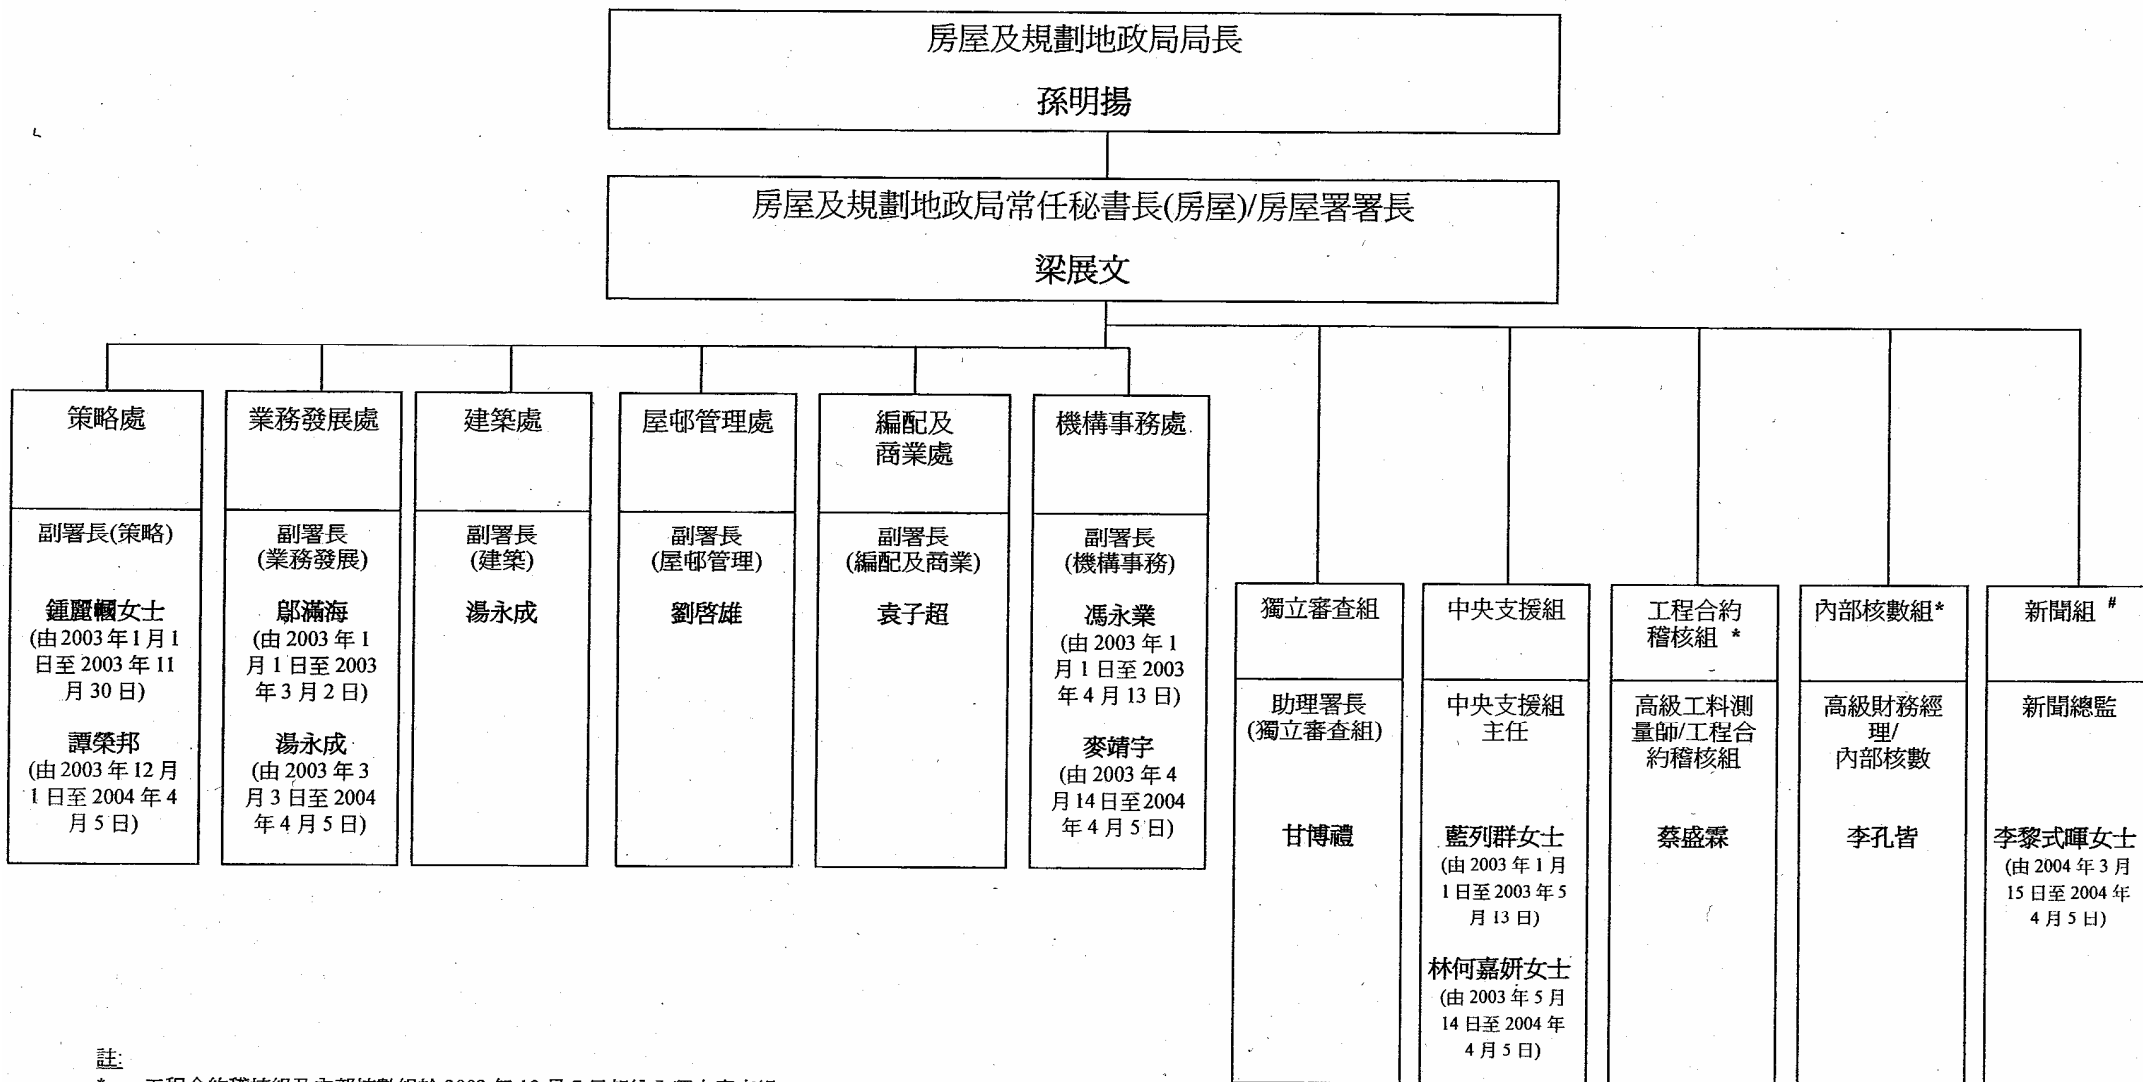 房屋及規劃地政局局長
孫明揚
房屋及規劃地政局常任秘書長(房屋)/房屋署署長
梁展文
策略處
副署長(策略)
鍾麗幗女士
(由2003年1月1
日至2003年11
月30日)
譚榮邦
(由2003年12月
1日至2004年4
月5日)
業務發展處
副署長
(業務發展)
鄔滿海
(由2003年1
月1日至2003
年3月2日)
湯永成
(由2003年3
月3日至2004
年4月5日)
建築處
副署長
(建築)
湯永成
屋邨管理處
副署長
(屋邨管理)
劉啓雄
編配及
商業處
副署長
(編配及商業)
袁子超
機構事務處
副署長
(機構事務)
馮永業
(由2003年1
月1日至2003
年4月13日)
麥靖宇
(由2003年4
月14日至2004
年4月5日)
獨立審查組
助理署長
(獨立審查組)
甘博禮
中央支援組
中央支援組
主任
藍列群女士
(由2003年1月
1日至2003年5
月13日)
林何嘉妍女士
(由2003年5月
14日至2004年
4月5日)
工程合約
稽核組 *
高級工料測
量師/工程合
約稽核組
蔡盛霖
內部核數組*
高級財務經
理/
內部核數
李孔皆
新聞組 #
新聞總監
李黎式暉女士
(由2004年3月
15日至2004年
4月5日)
註: